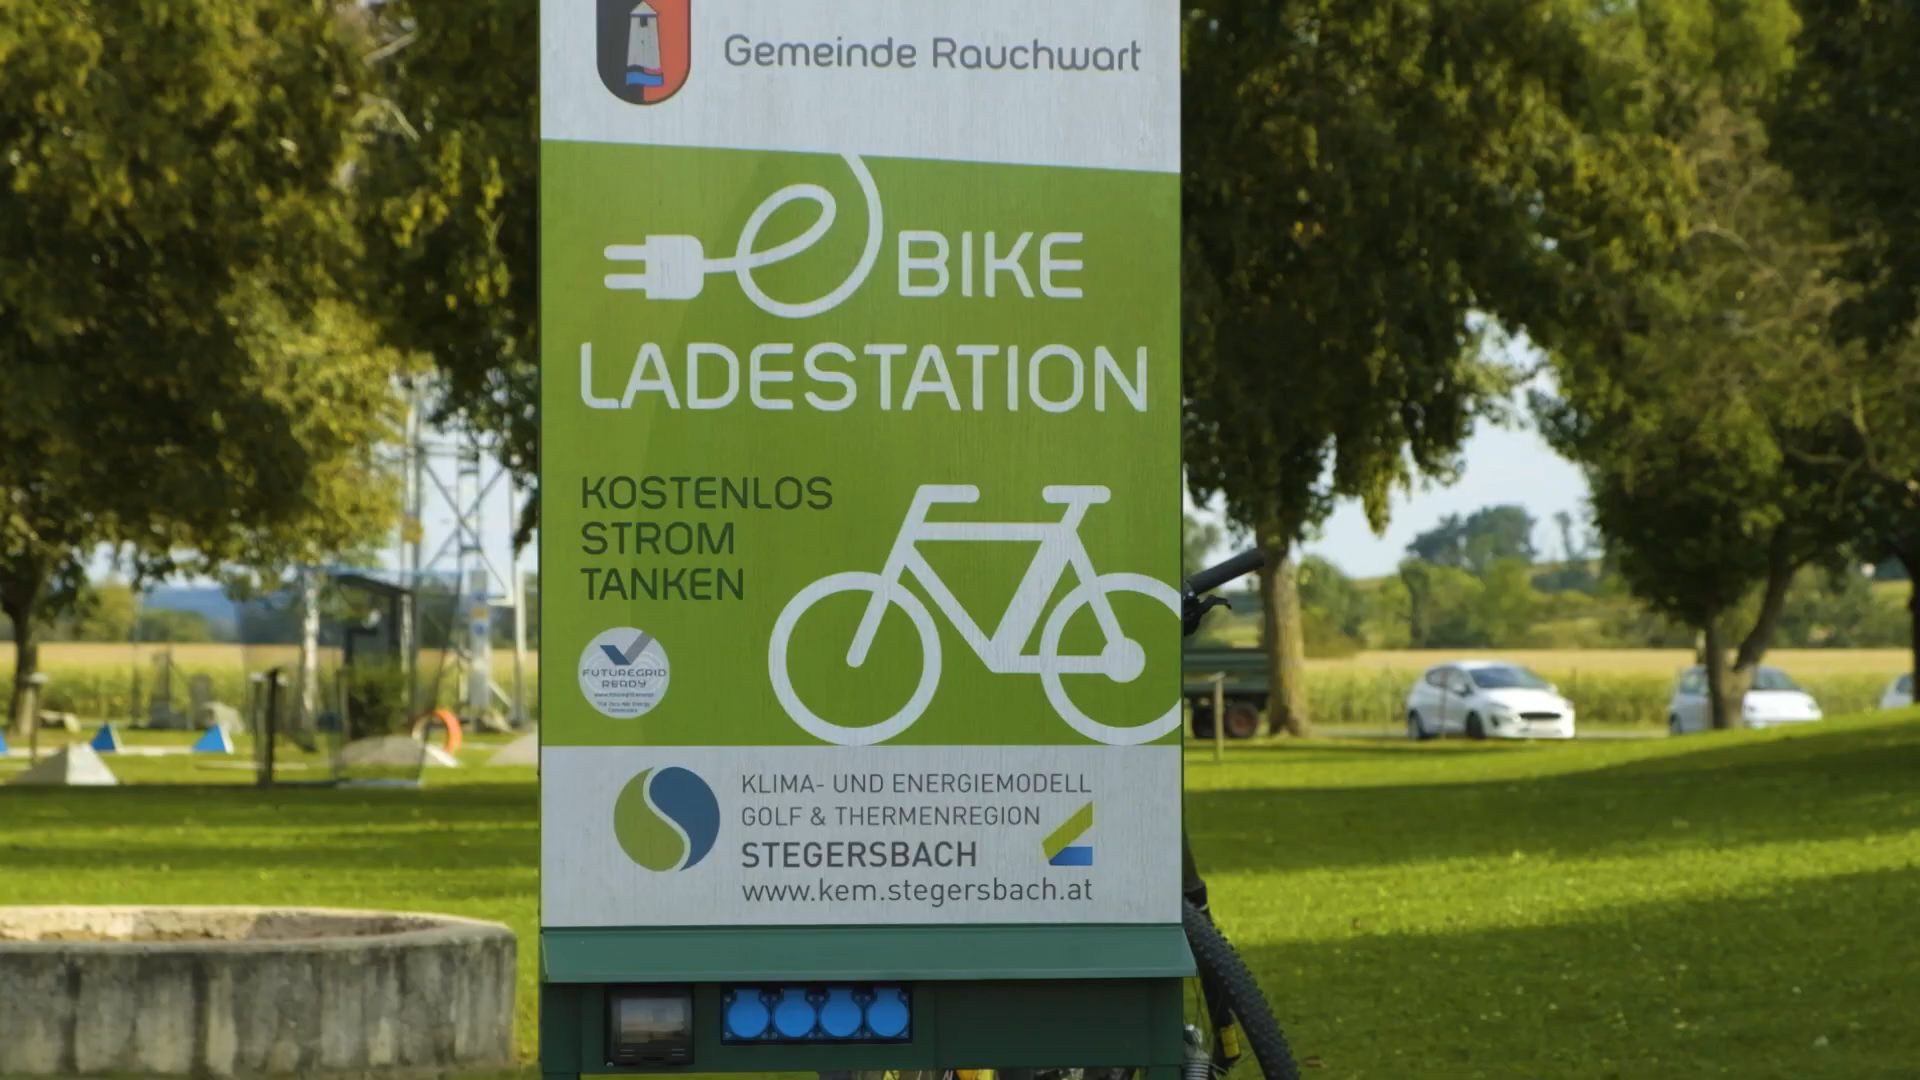 Gemeinde Rauchwart
e BIKE
LADESTATION
KOSTENLOS
STROM
TANKEN
FUTUREGRID
READY
KLIMA- UND ENERGIEMODELL
GOLF & THERMENREGION
STEGERSBACH
www.kem.stegersbach.at